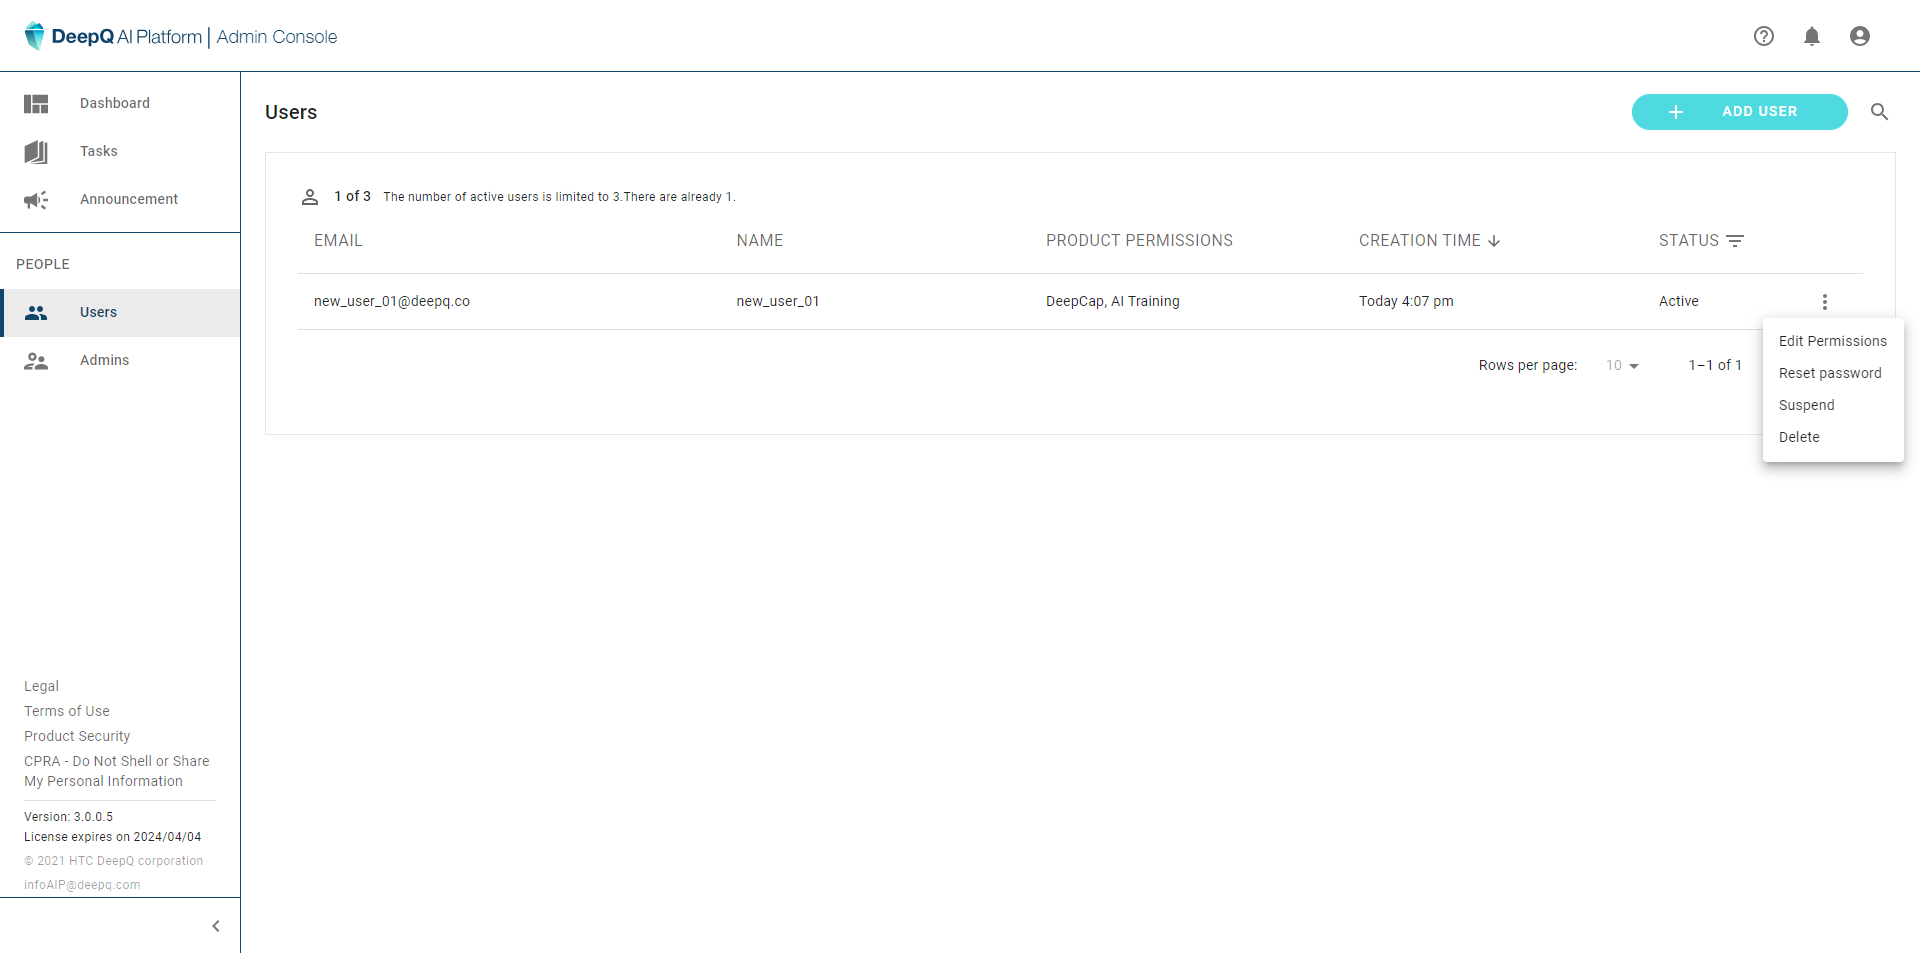 DeepQ AI Platform | Admin Console
Dashboard
Tasks
Announcement
PEOPLE
Users
Admins
Legal
Terms of Use
Product Security
CPRA - Do Not Shell or Share
My Personal Information
Version: 3.0.0.5
License expires on 2024/04/04
© 2021 HTC DeepQ corporation
infoAIP@deepq.com
Users
ADD USER
1 of 3 The number of active users is limited to 3.There are already 1.
EMAIL NAME PRODUCT PERMISSIONS CREATION TIME STATUS
new_user_01@deepq.co new_user_01 DeepCap, AI Training Today 4:07 pm Active
Rows per page: 10 1–1 of 1
Edit Permissions
Reset password
Suspend
Delete